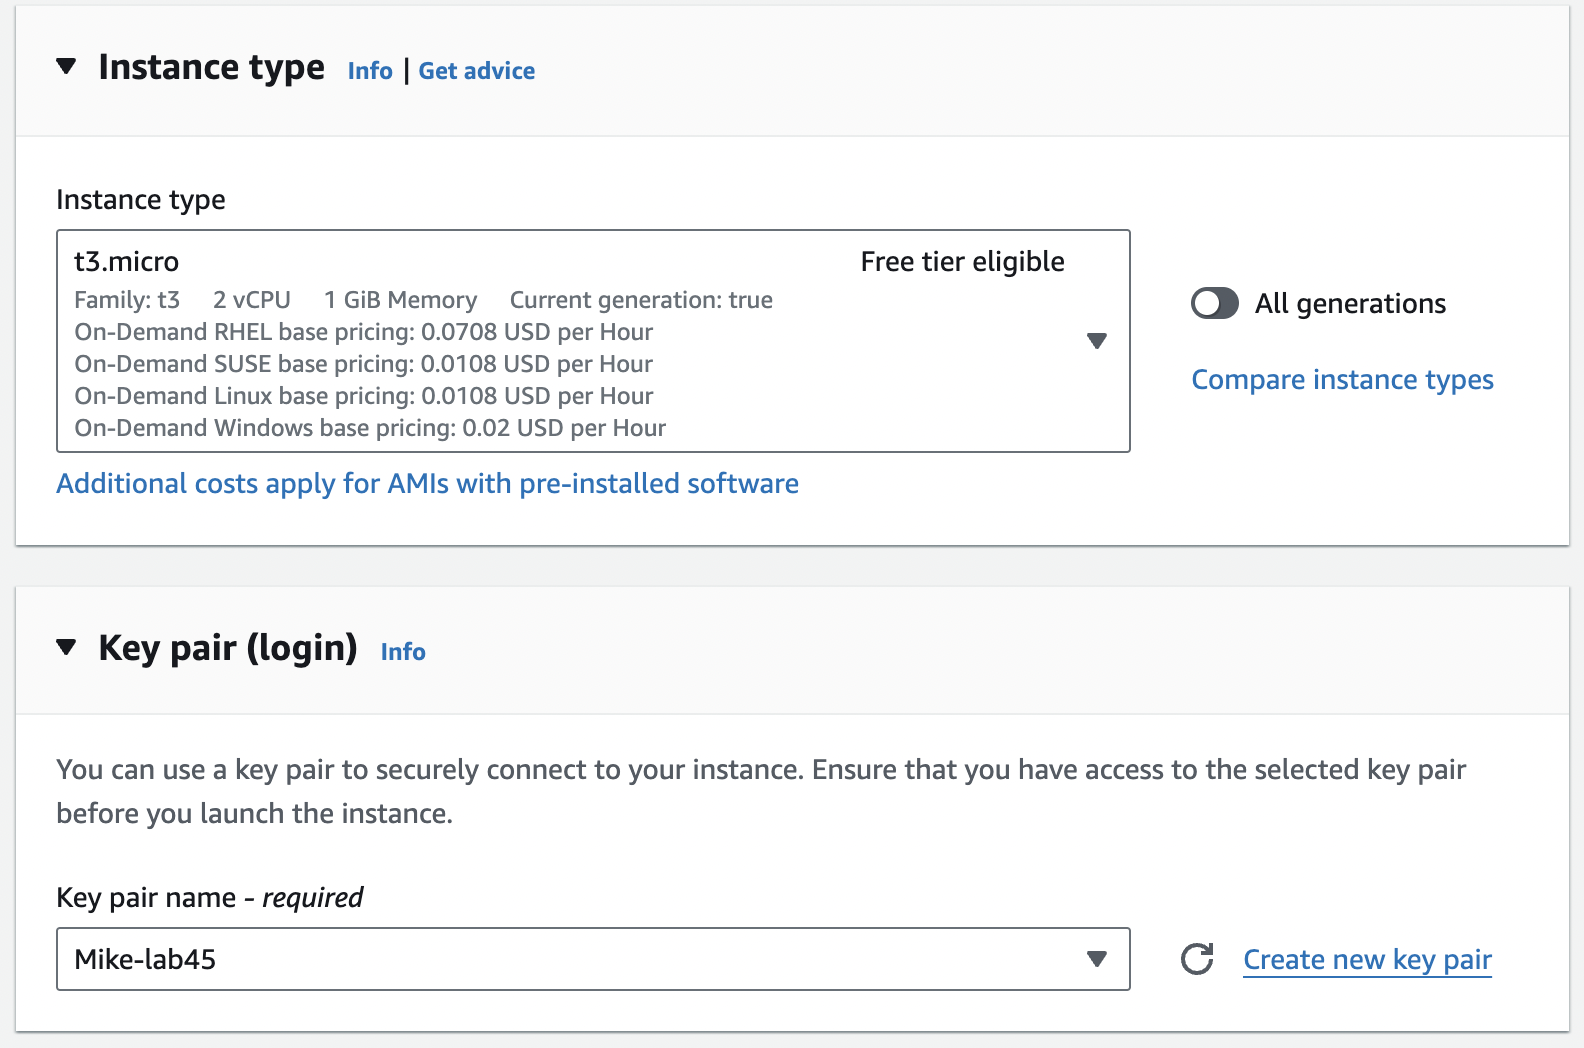 Instance type Info | Get advice
Instance type
t3.micro Free tier eligible
Family: t3 2 vCPU 1 GiB Memory Current generation: true
On-Demand RHEL base pricing: 0.0708 USD per Hour
On-Demand SUSE base pricing: 0.0108 USD per Hour
On-Demand Linux base pricing: 0.0108 USD per Hour
On-Demand Windows base pricing: 0.02 USD per Hour
All generations
Compare instance types
Additional costs apply for AMIs with pre-installed software
Key pair (login) Info
You can use a key pair to securely connect to your instance. Ensure that you have access to the selected key pair
before you launch the instance.
Key pair name - required
Mike-lab45
Create new key pair